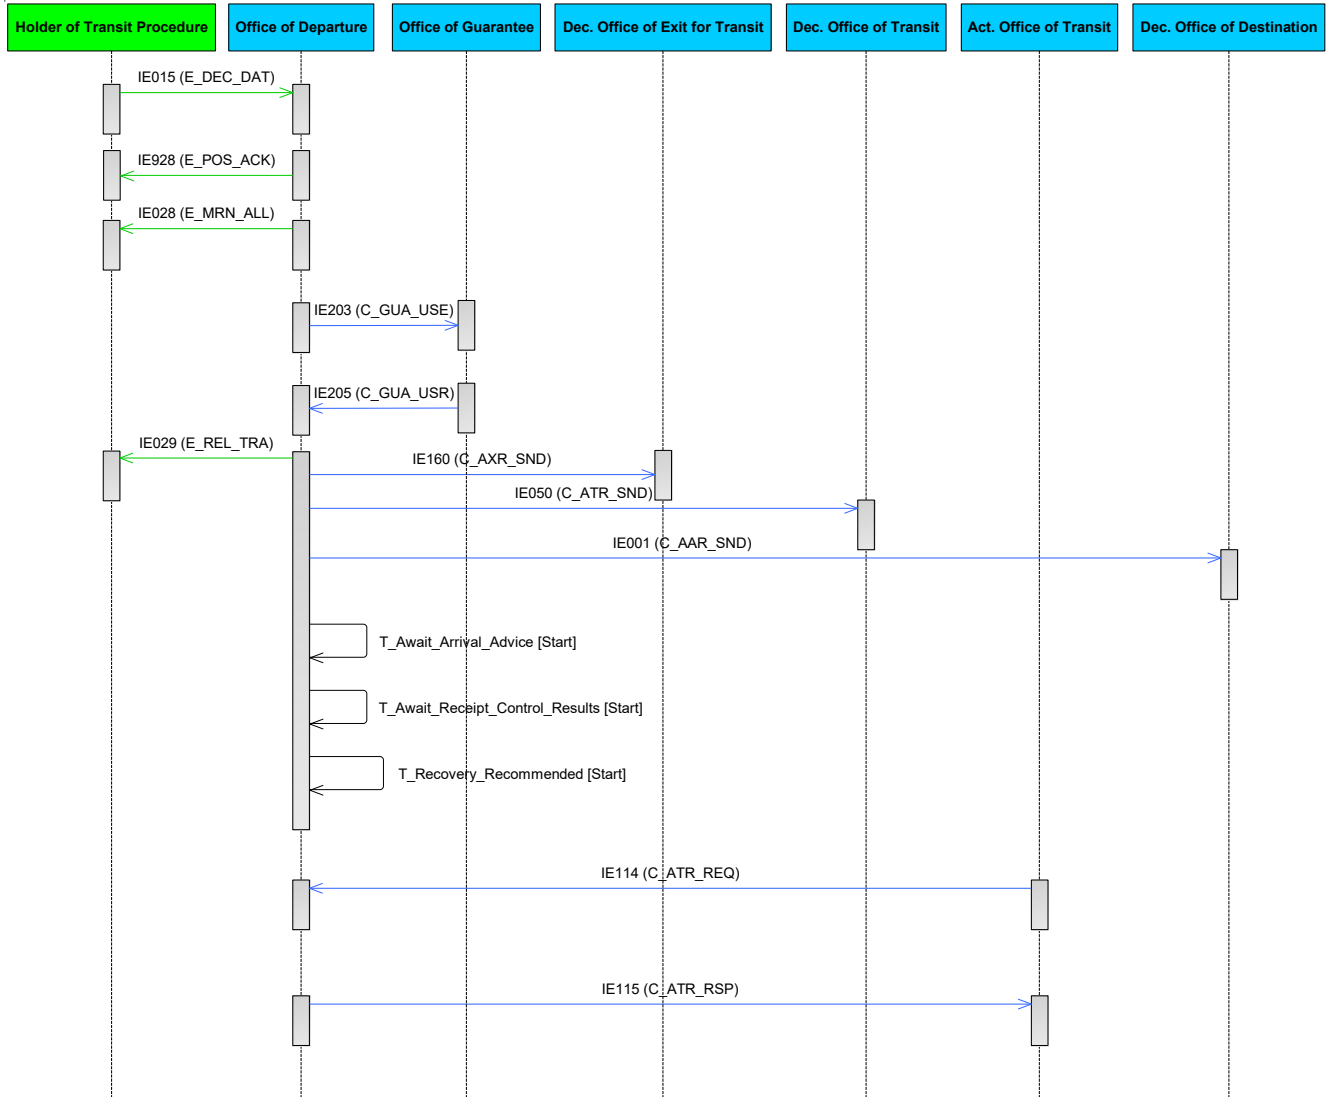 Holder of Transit Procedure
Office of Departure
Office of Guarantee
Dec. Office of Exit for Transit
Dec. Office of Transit
Act. Office of Transit
Dec. Office of Destination
IE015 (E_DEC_DAT)
IE928 (E_POS_ACK)
IE028 (E_MRN_ALL)
IE203 (C_GUA_USE)
IE205 (C_GUA_USR)
IE029 (E_REL_TRA)
IE160 (C_AXR_SND)
IE050 (C_ATR_SND)
IE001 (C_AAR_SND)
T_Await_Arrival_Advice [Start]
T_Await_Receipt_Control_Results [Start]
T_Recovery_Recommended [Start]
IE114 (C_ATR_REQ)
IE115 (C_ATR_RSP)